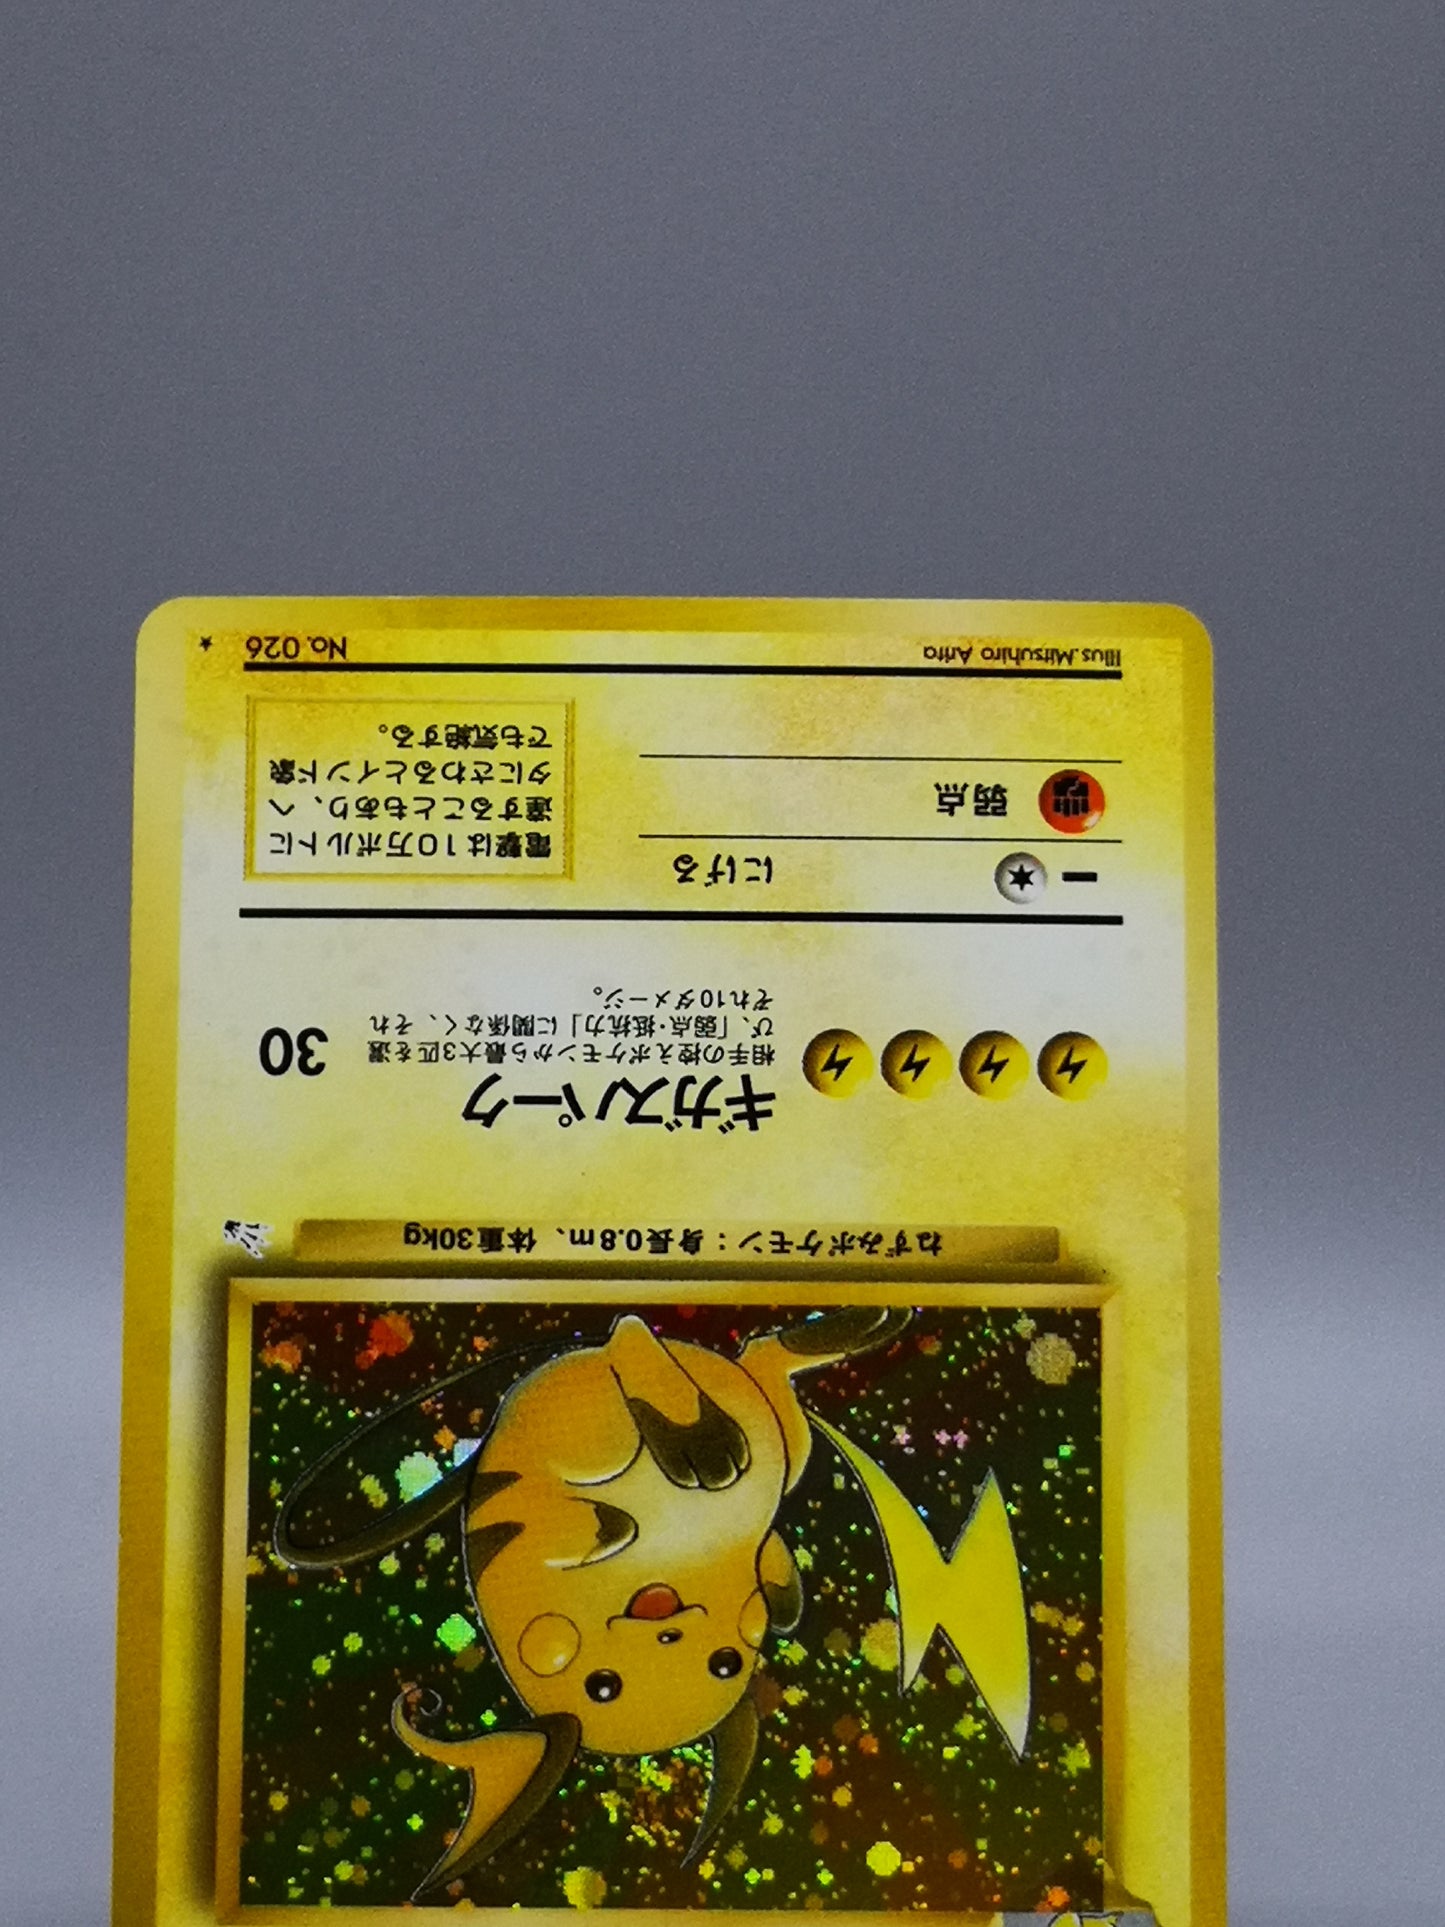 ねずみポケモン：身長0.8m、体重30kg
ギガスパーク
相手の控えポケモンから最大3匹を選
び、「弱点・抵抗力」に関係なく、それ
ぞれ10ダメージ。
30
ー
にげる
弱点
電撃は10万ボルトに
達することもあり、ヘ
タにさわるとインド象
でも気絶する。
Illus.Mitsuhiro Arita
No. 026 ★